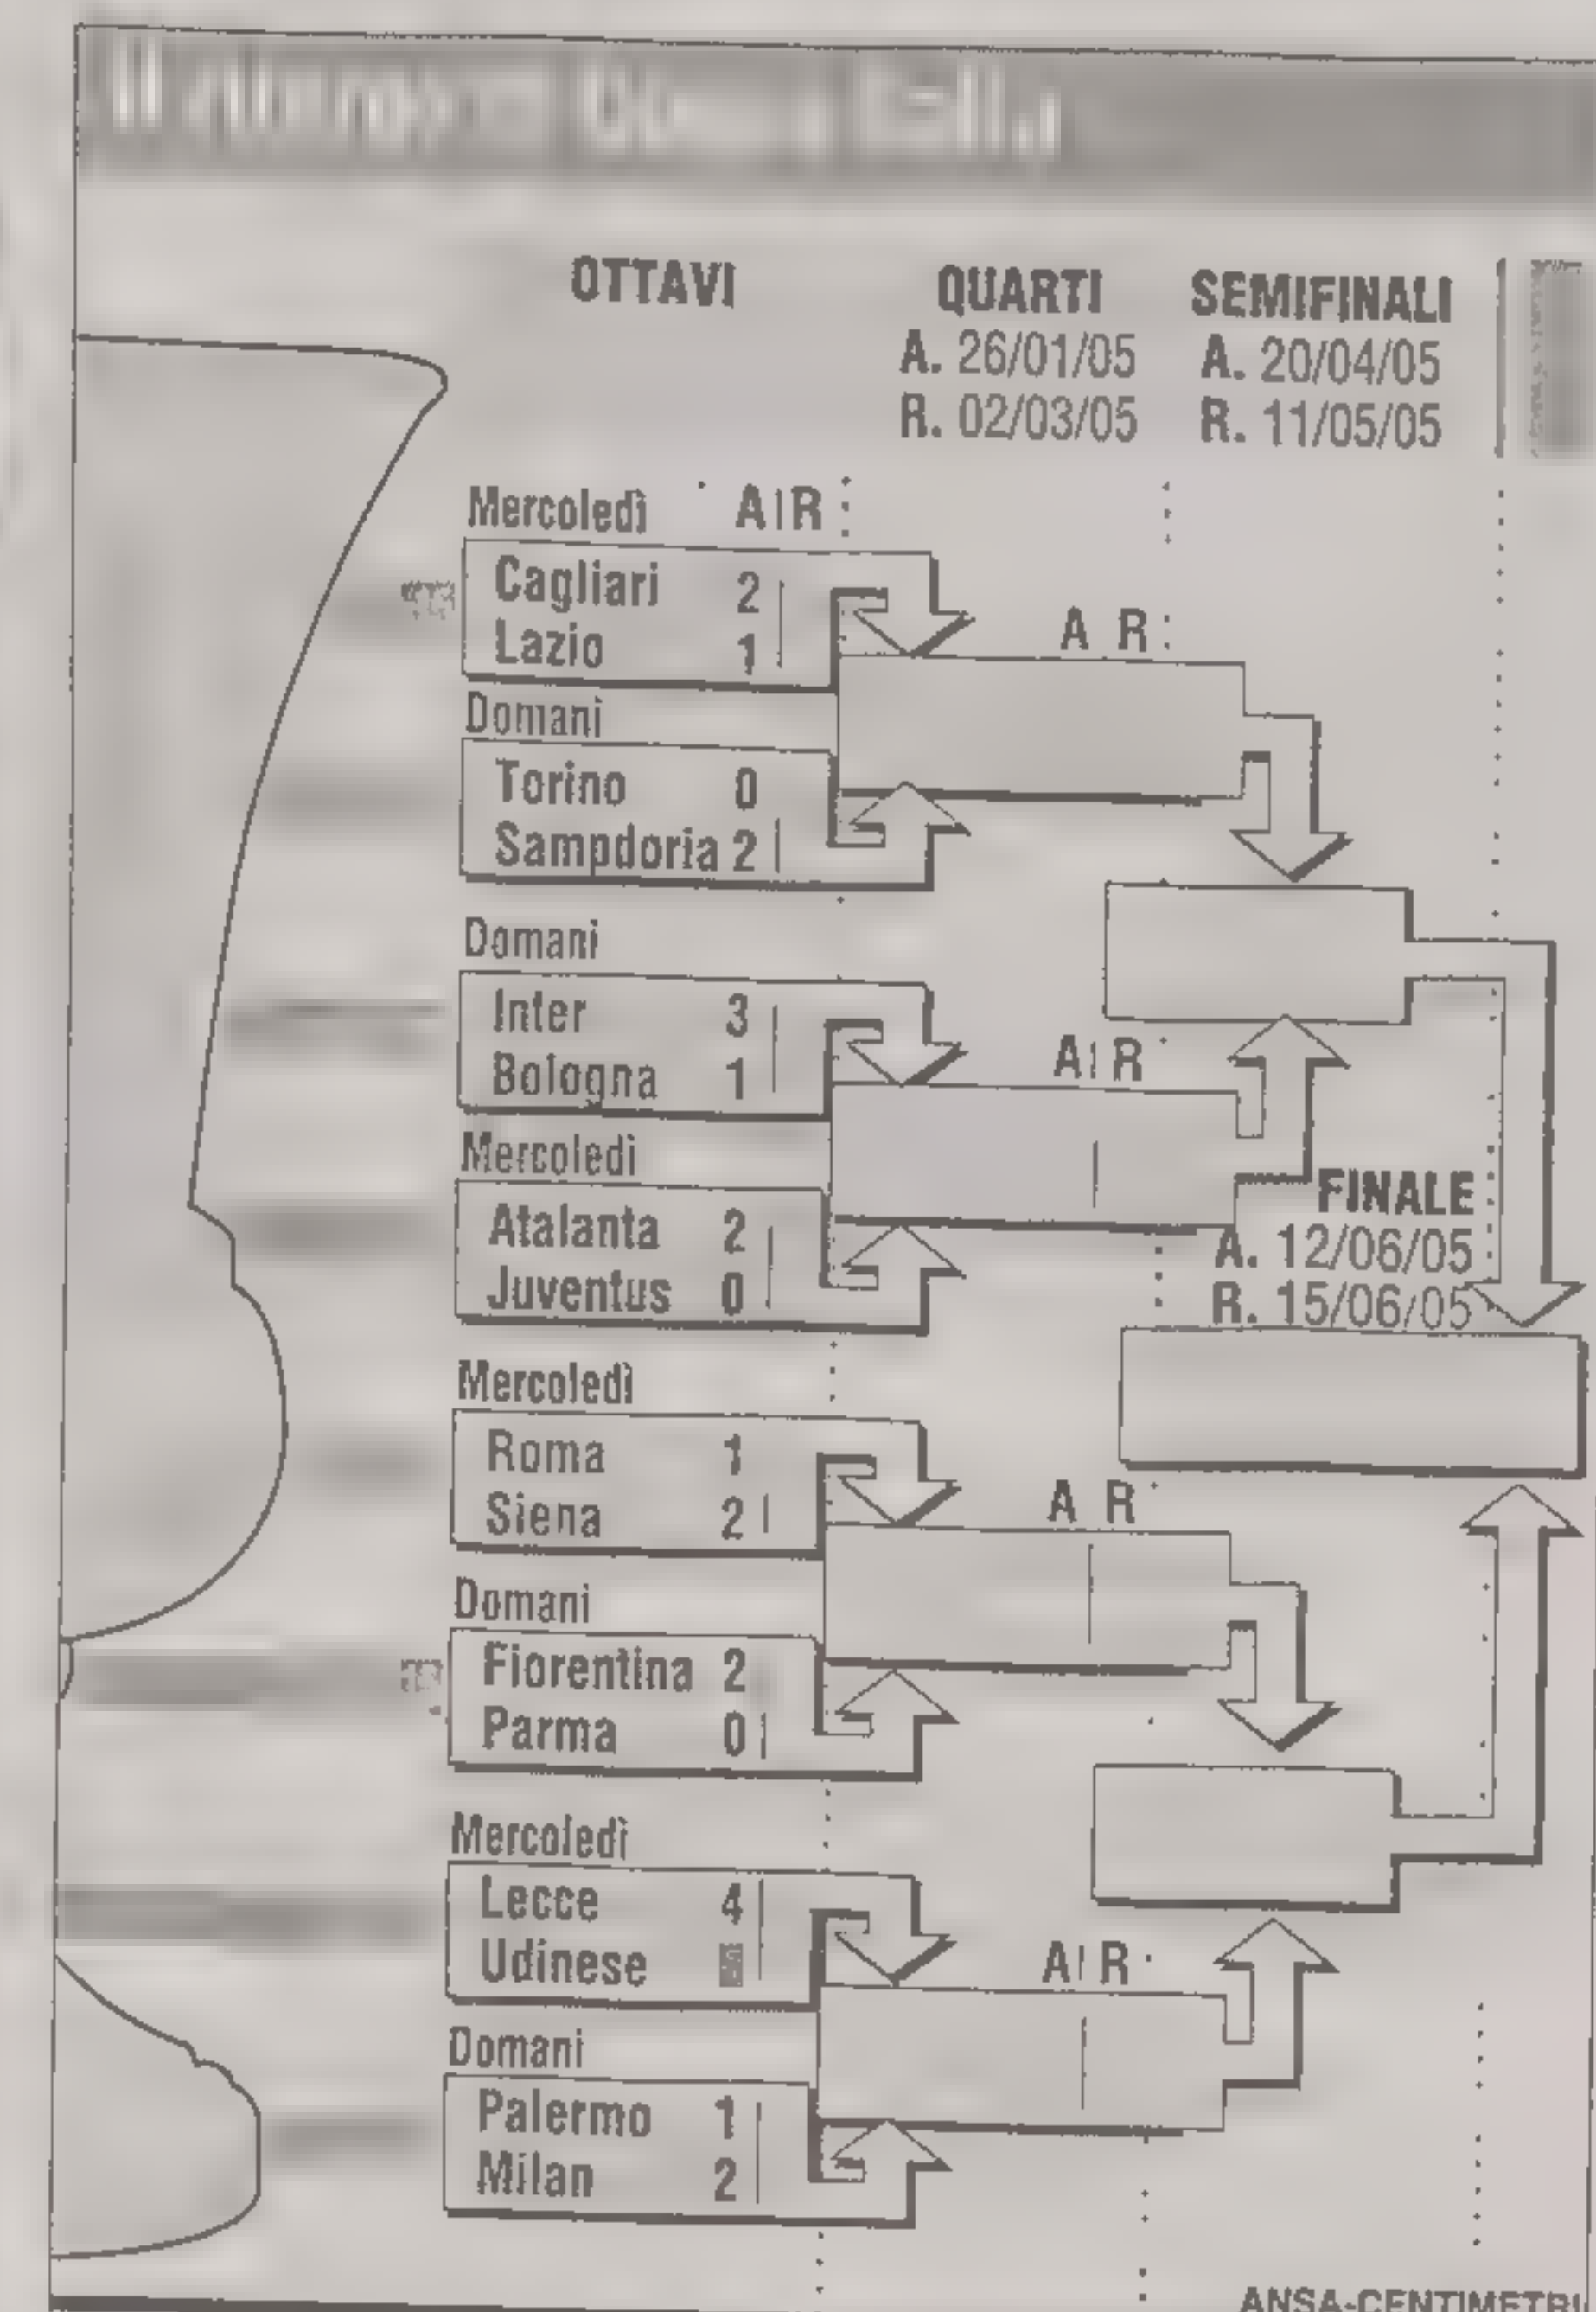 OTTAVI QUARTI SEMIFINALI
A. 26/01/05 A. 20/04/05
R. 02/03/05 R. 11/05/05
Mercoledì A R
Cagliari 2
Lazio 1
A R
Domani
Torino 0
Sampdoria 2
Domani
Inter 3
Bologna 1
A R
Mercoledì
Atalanta 2
Juventus 0
FINALE
A. 12/06/05
R. 15/06/05
Mercoledì
Roma 1
Siena 2
A R
Domani
Fiorentina 2
Parma 0
Mercoledì
Lecce 4
Udinese
A R
Domani
Palermo 1
Milan 2
ANSA-CENTIMETRI